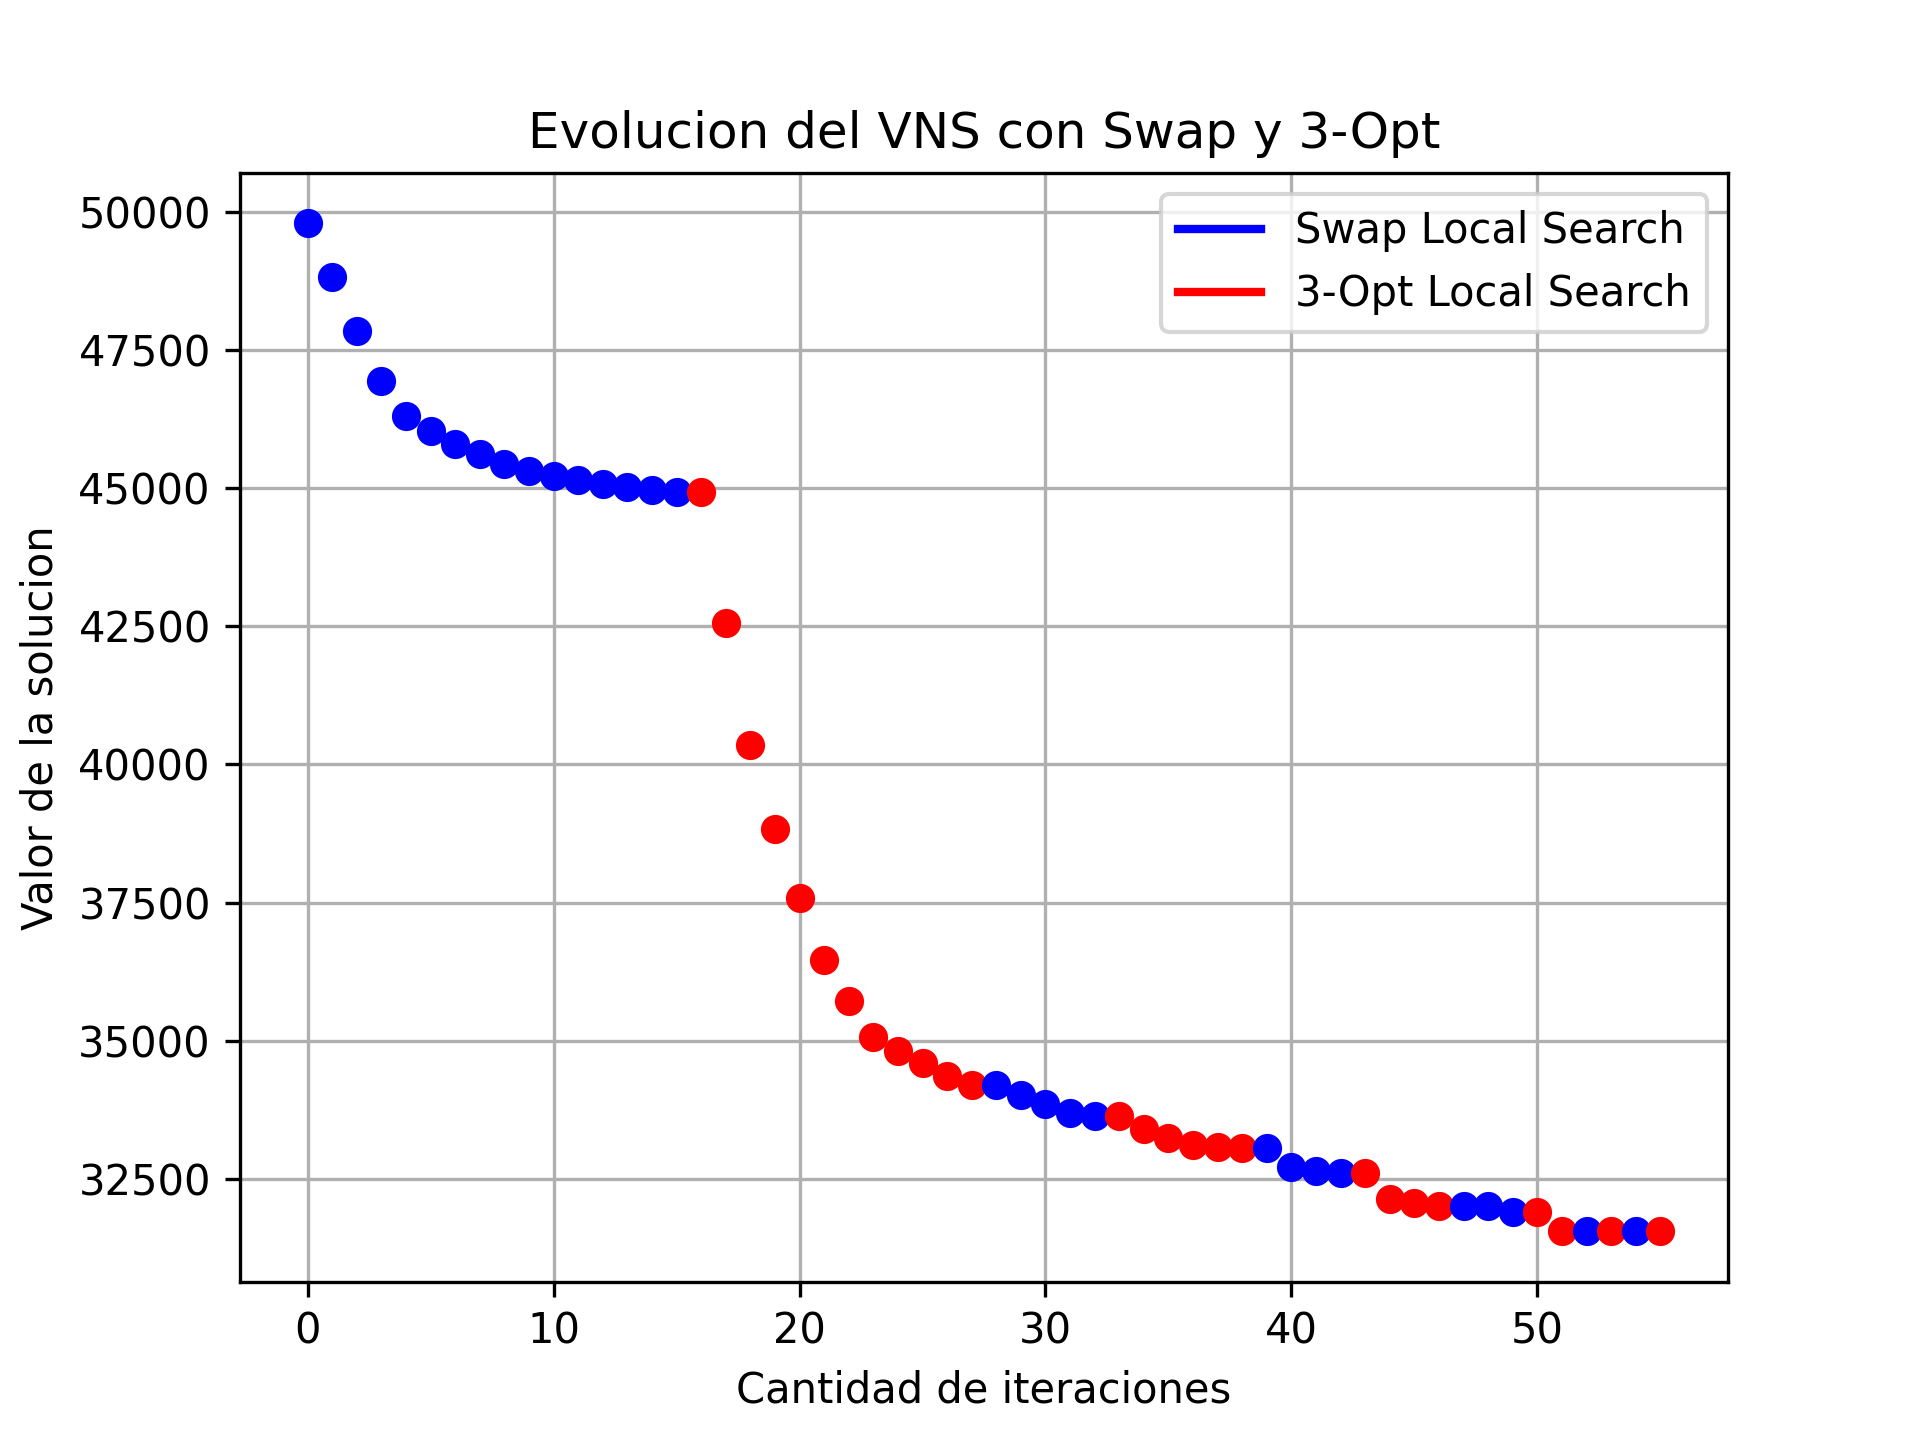 Evolucion del VNS con Swap y 3-Opt
Swap Local Search
3-Opt Local Search
Valor de la solucion
50000
47500
45000
42500
40000
37500
35000
32500
0 10 20 30 40 50
Cantidad de iteraciones